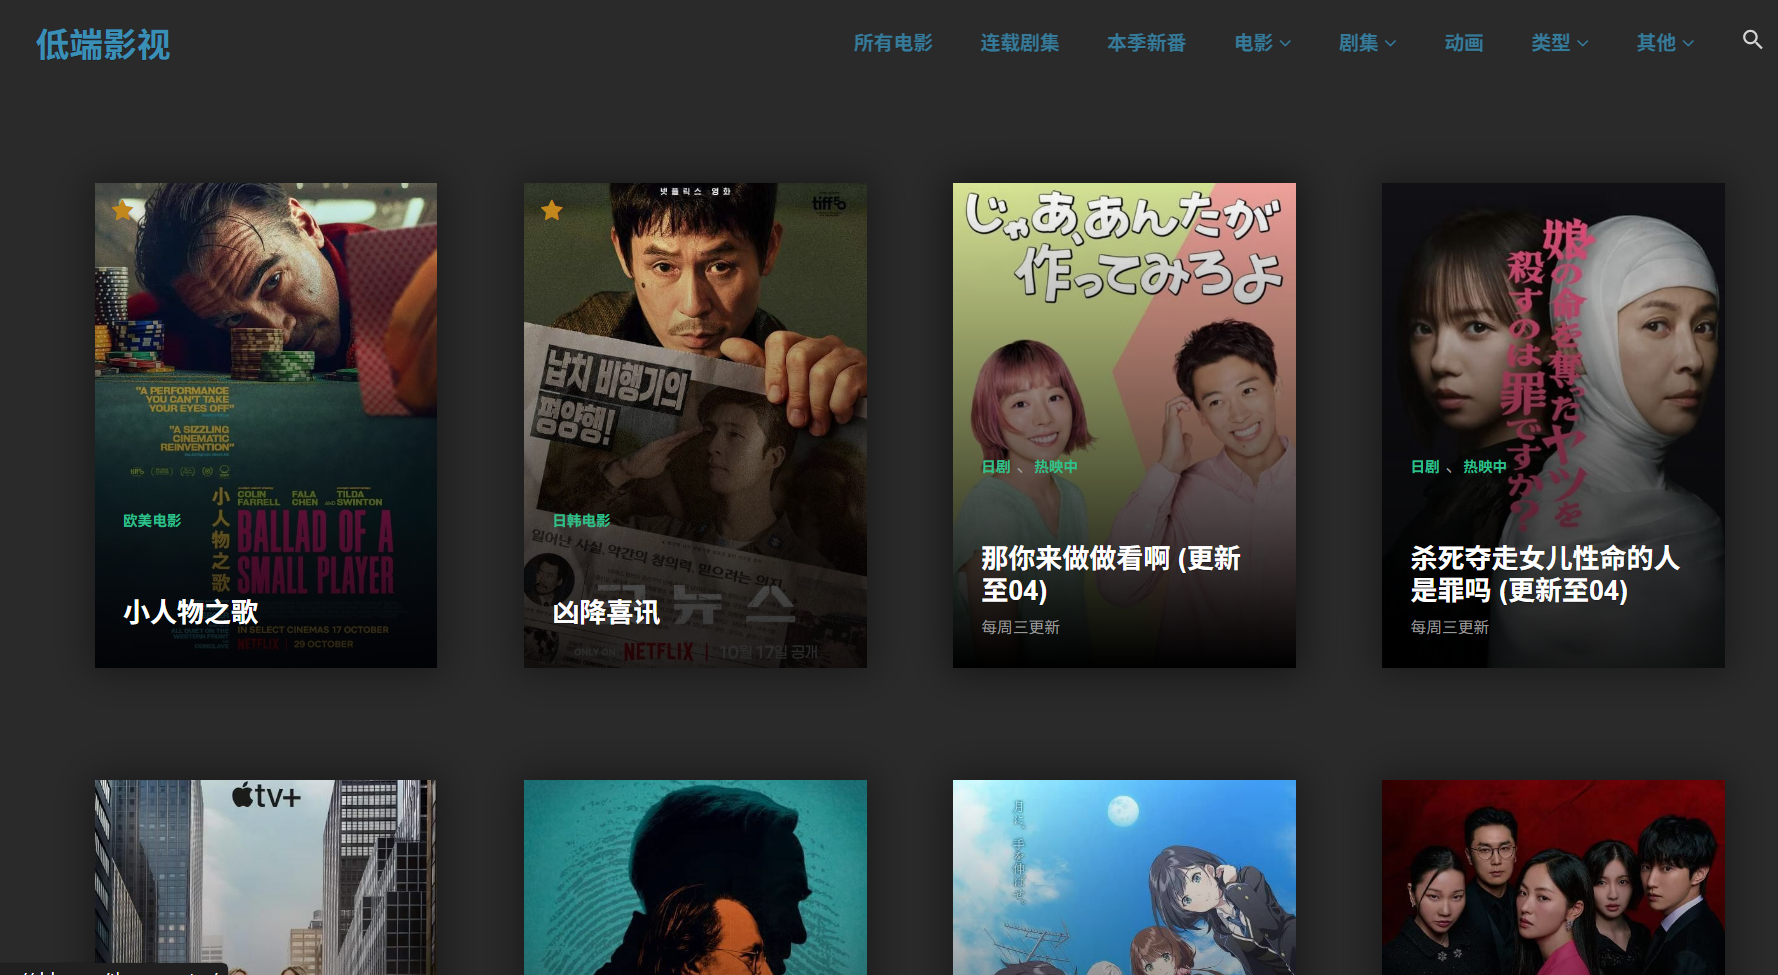 低端影视
所有电影
连载剧集
本季新番
电影
剧集
动画
类型
其他
"A PERFORMANCE
YOU CAN'T TAKE
YOUR EYES OFF"
"A SIZZLING
CINEMATIC
REINVENTION"
COLIN FARRELL
FALA CHEN
AND TILDA SWINTON
小人物之歌
BALLAD OF A
SMALL PLAYER
欧美电影
小人物之歌
IN SELECT CINEMAS 17 OCTOBER
NETFLIX | 29 OCTOBER
넷플릭스 영화
tiff50
납치 비행기의
평양행!
일어난 사실, 약간의 창의력, 믿으려는 의지
日韩电影
굿뉴스
凶降喜讯
ONLY ON NETFLIX | 10월 17일 공개
じゃあ、あんたが
作ってみろよ
日剧 、 热映中
那你来做做看啊 (更新
至04)
每周三更新
娘の命を奪ったヤツを
殺すのは罪ですか?
日剧 、 热映中
杀死夺走女儿性命的人
是罪吗 (更新至04)
每周三更新
tv+
月に、手を伸ばせ。